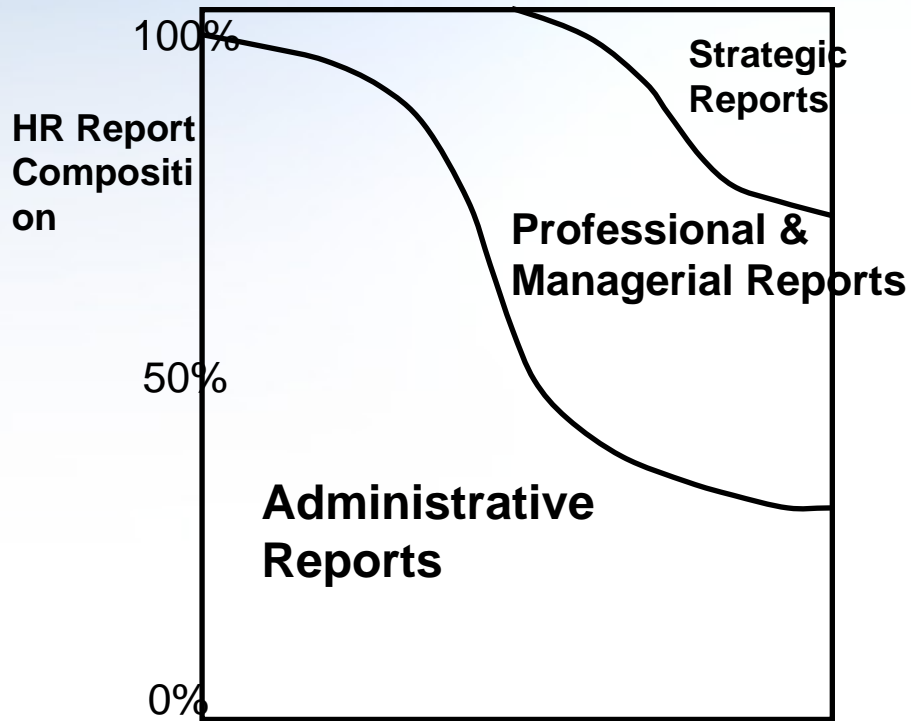 100%
Strategic
Reports
HR Report
Compositi
on
Professional &
Managerial Reports
50%
Administrative
Reports
0%